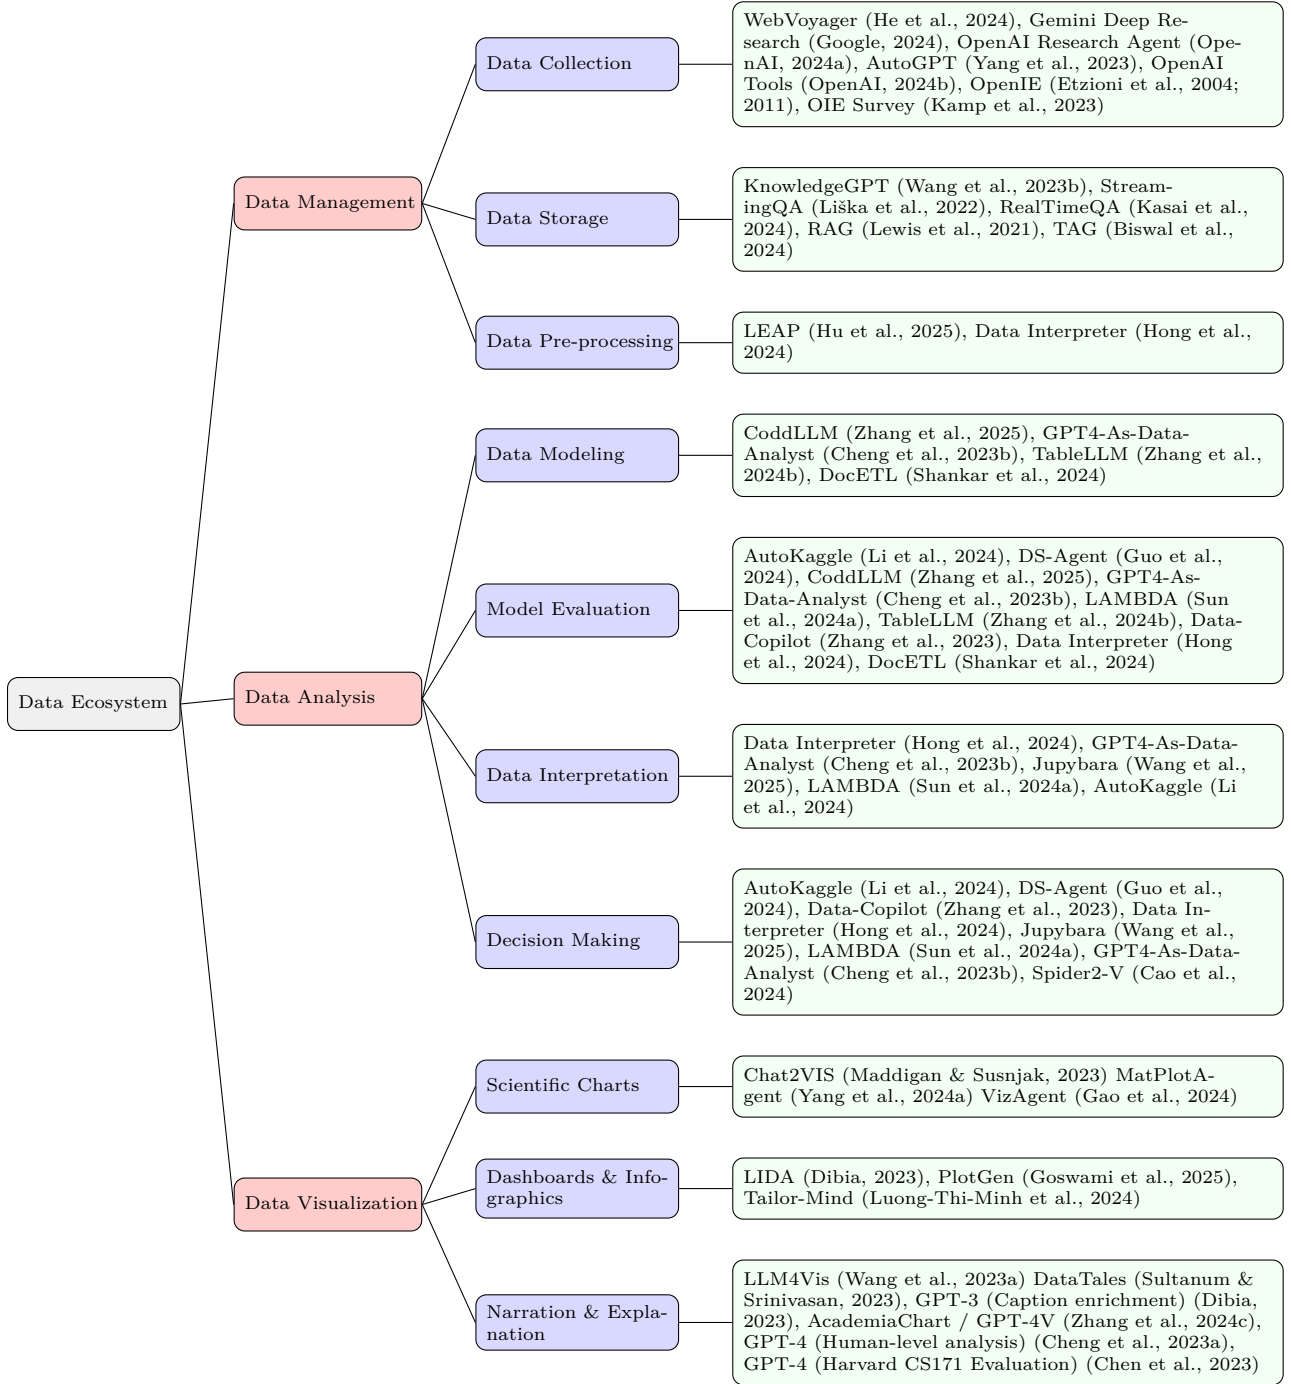 Data Ecosystem
Data Management
Data Collection
WebVoyager (He et al., 2024), Gemini Deep Re-
search (Google, 2024), OpenAI Research Agent (Ope-
nAI, 2024a), AutoGPT (Yang et al., 2023), OpenAI
Tools (OpenAI, 2024b), OpenIE (Etzioni et al., 2004;
2011), OIE Survey (Kamp et al., 2023)
Data Storage
KnowledgeGPT (Wang et al., 2023b), Stream-
ingQA (Liška et al., 2022), RealTimeQA (Kasai et al.,
2024), RAG (Lewis et al., 2021), TAG (Biswal et al.,
2024)
Data Pre-processing
LEAP (Hu et al., 2025), Data Interpreter (Hong et al.,
2024)
Data Analysis
Data Modeling
CoddLLM (Zhang et al., 2025), GPT4-As-Data-
Analyst (Cheng et al., 2023b), TableLLM (Zhang et al.,
2024b), DocETL (Shankar et al., 2024)
Model Evaluation
AutoKaggle (Li et al., 2024), DS-Agent (Guo et al.,
2024), CoddLLM (Zhang et al., 2025), GPT4-As-
Data-Analyst (Cheng et al., 2023b), LAMBDA (Sun
et al., 2024a), TableLLM (Zhang et al., 2024b), Data-
Copilot (Zhang et al., 2023), Data Interpreter (Hong
et al., 2024), DocETL (Shankar et al., 2024)
Data Interpretation
Data Interpreter (Hong et al., 2024), GPT4-As-Data-
Analyst (Cheng et al., 2023b), Jupybara (Wang et al.,
2025), LAMBDA (Sun et al., 2024a), AutoKaggle (Li
et al., 2024)
Decision Making
AutoKaggle (Li et al., 2024), DS-Agent (Guo et al.,
2024), Data-Copilot (Zhang et al., 2023), Data In-
terpreter (Hong et al., 2024), Jupybara (Wang et al.,
2025), LAMBDA (Sun et al., 2024a), GPT4-As-Data-
Analyst (Cheng et al., 2023b), Spider2-V (Cao et al.,
2024)
Data Visualization
Scientific Charts
Chat2VIS (Maddigan & Susnjak, 2023) MatPlotA-
gent (Yang et al., 2024a) VizAgent (Gao et al., 2024)
Dashboards & Info-
graphics
LIDA (Dibia, 2023), PlotGen (Goswami et al., 2025),
Tailor-Mind (Luong-Thi-Minh et al., 2024)
Narration & Expla-
nation
LLM4Vis (Wang et al., 2023a) DataTales (Sultanum &
Srinivasan, 2023), GPT-3 (Caption enrichment) (Dibia,
2023), AcademiaChart / GPT-4V (Zhang et al., 2024c),
GPT-4 (Human-level analysis) (Cheng et al., 2023a),
GPT-4 (Harvard CS171 Evaluation) (Chen et al., 2023)